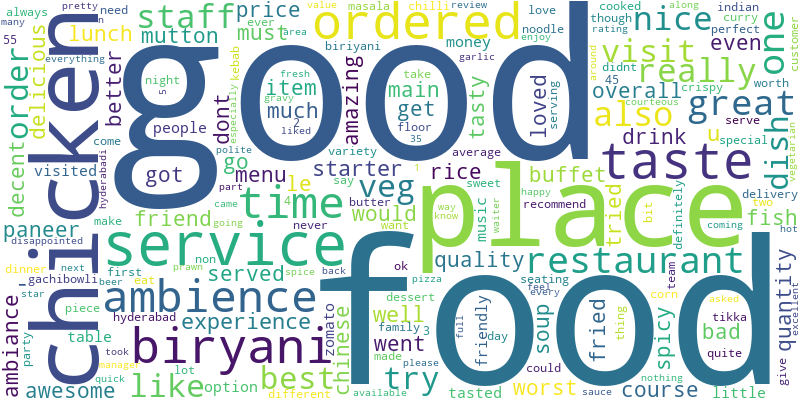 always
pretty
n
many
55
need
staff
price
ordered
masala
chilli
value
review
love
noodle
enjoy
nice
cooked
though
rating
along
indian
curry
perfect
one
customer
everything
lunch
mutton
must
ever
area
biriyani
money
garlic
visit
even
didnt
45
really
worth
crispy
order
delicious
chicken
better
good
night
5
item
fresh
gravy
kebab
especially
amazing
main
take
tasty
loved
serving
around
overall
great
courteous
serve
vegetarian
people
dont
much
2
liked
get
floor
35
also
drink
u
special
dish
decent
come
hyderabadi
polite
variety
average
1
taste
visited
got
go
menu
starter
rice
buffet
part
say
veg
butter
sweet
place
happy
recommend
delivery
two
fish
make
friend
came
going
time
le
4
never
would
want
way
know
music
waiter
tried
bit
definitely
coming
hot
paneer
disappointed
service
non
prawn
served
spice
back
ok
quality
seating
restaurant
dinner
next
gachibowli
first
star
beer
eat
ambience
zomato
pizza
feel
every
team
asked
quantity
excellent
ambiance
piece
hyderabad
experience
chinese
dessert
well
family
3
full
friendly
day
soup
food
fried
thing
corn
tikka
spicy
bad
party
table
took
biryani
went
made
please
could
nothing
quite
give
awesome
manager
quick
like
lot
option
best
different
try
available
tasted
worst
sauce
course
little